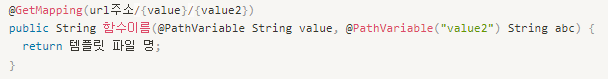 @GetMapping(url주소/{value}/{value2})
public String 함수이름(@PathVariable String value, @PathVariable("value2") String abc) {
  return 템플릿 파일 명;
}